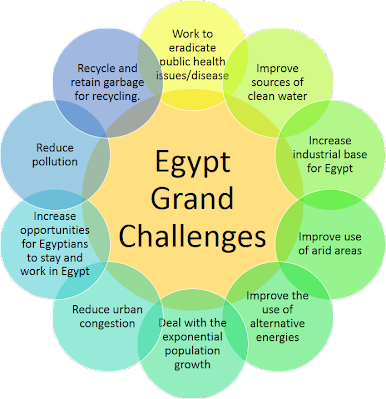 Work to
eradicate
public health
issues/disease
Improve
sources of
clean water
Increase
industrial base
for Egypt
Improve use
of arid areas
Improve the
use of
alternative
energies
Deal with the
exponential
population
growth
Reduce urban
congestion
Increase
opportunities
for Egyptians
to stay and
work in Egypt
Reduce
pollution
Recycle and
retain garbage
for recycling.
Egypt
Grand
Challenges